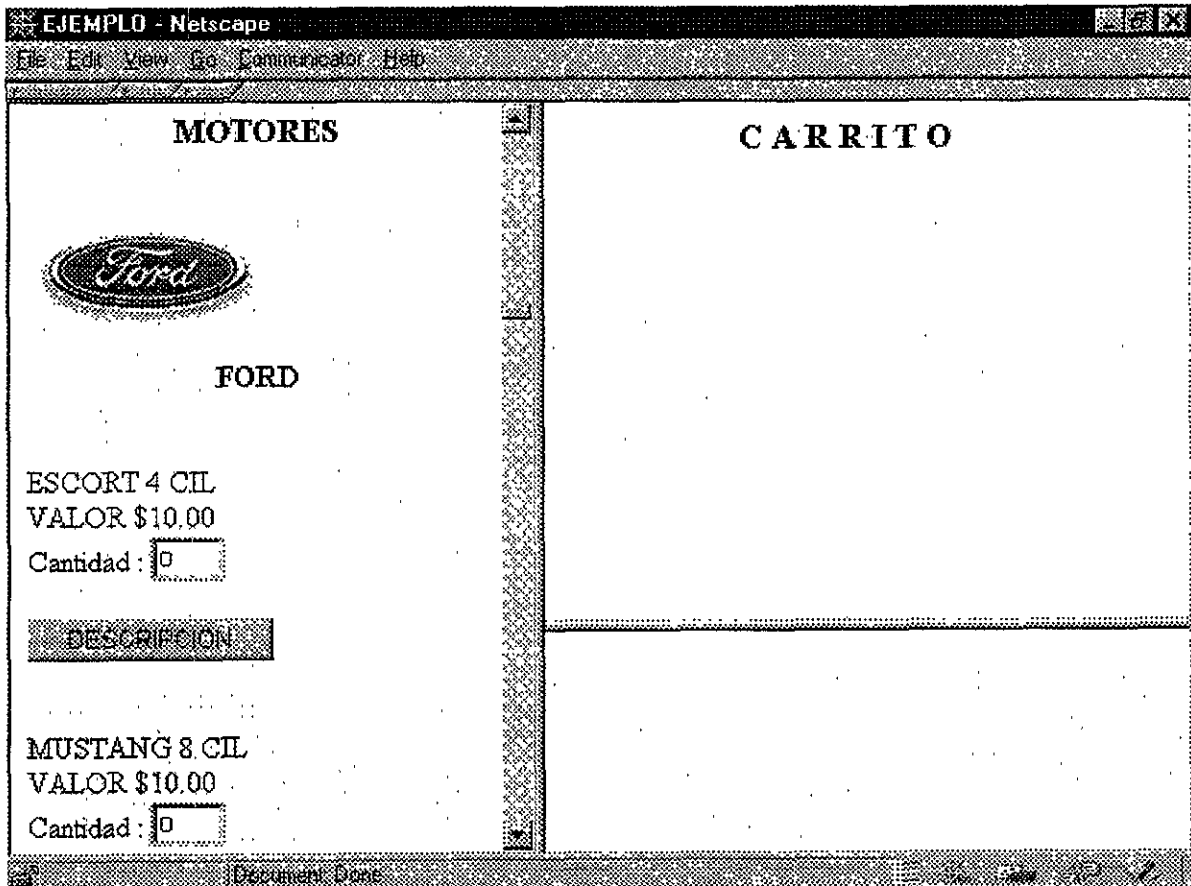 EJEMPLO - Netscape
File Edit View Go Communicator Help
MOTORES
Ford
FORD
ESCORT 4 CIL
VALOR $10.00
Cantidad : 0
DESCRIPCION
MUSTANG 8 CIL
VALOR $10.00
Cantidad : 0
C A R R I T O
Document: Done